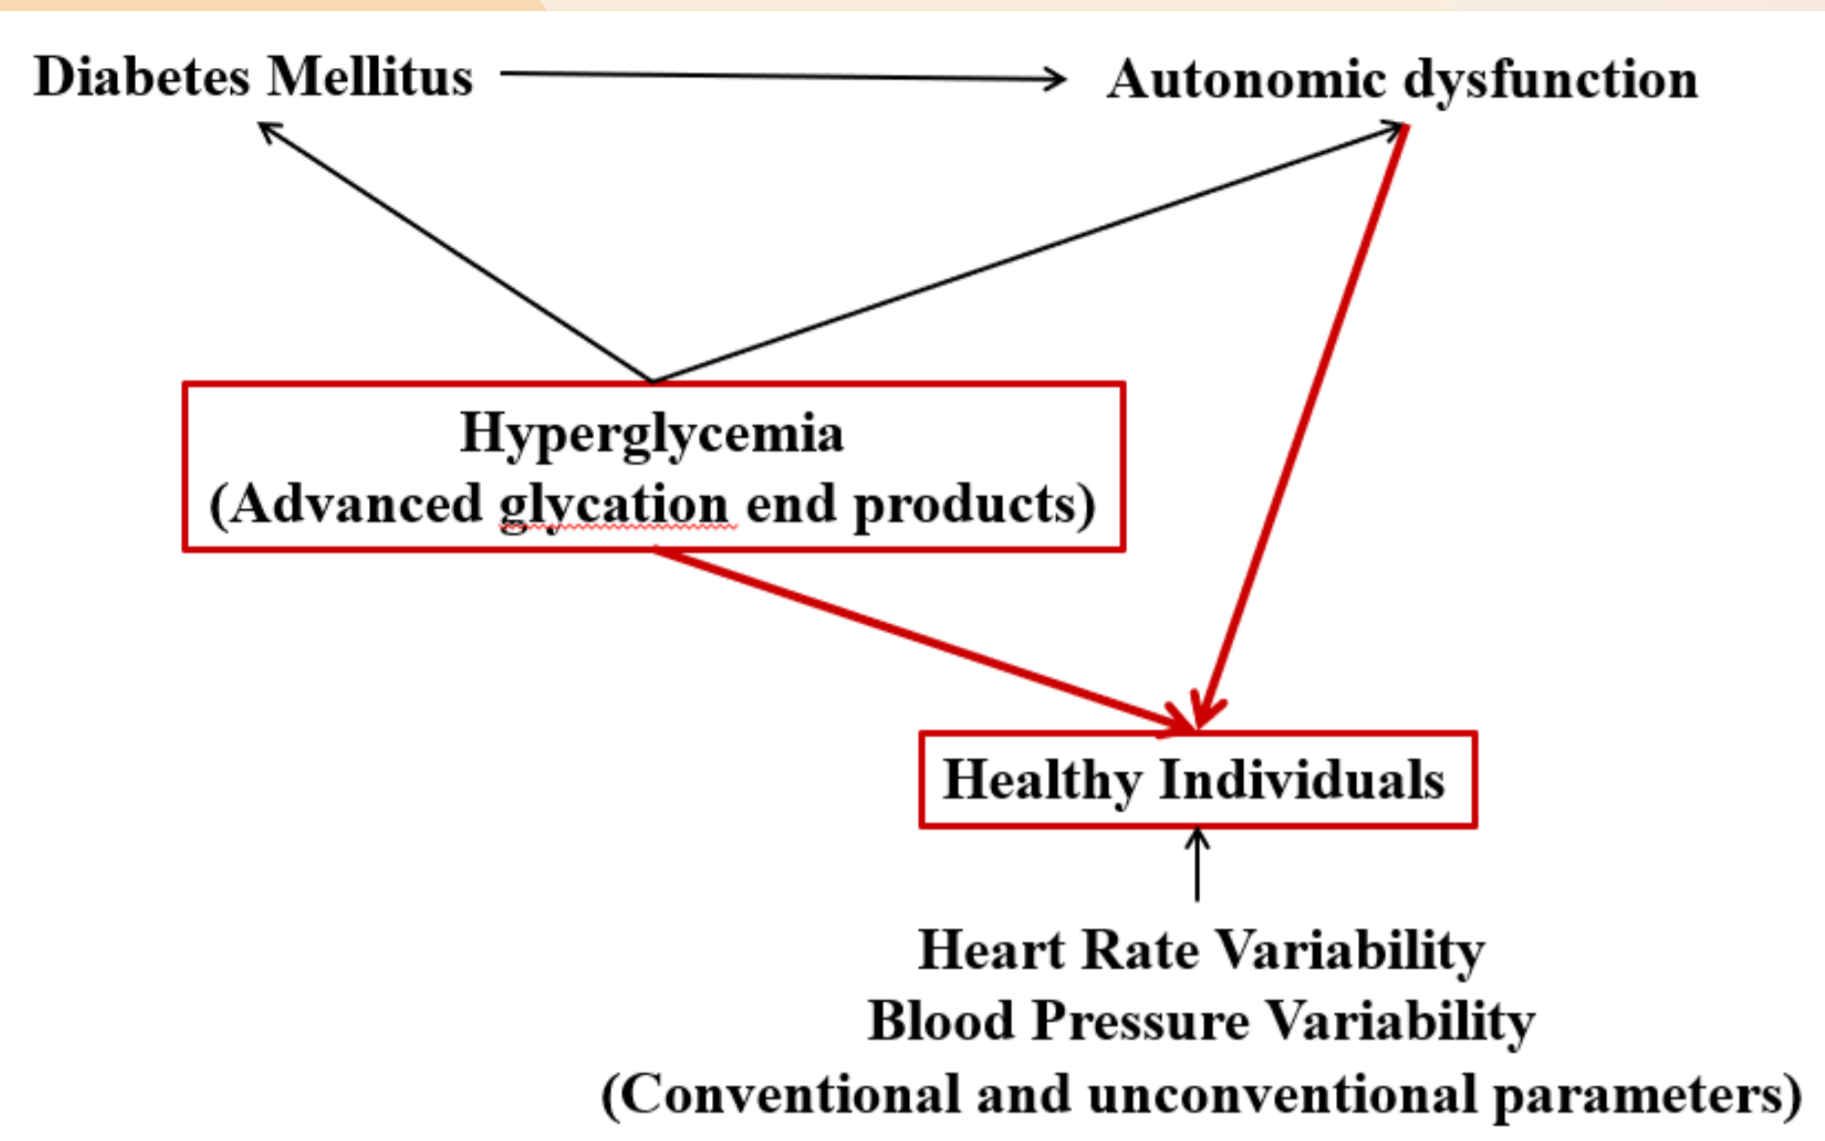 Diabetes Mellitus
Autonomic dysfunction
Hyperglycemia
(Advanced glycation end products)
Healthy Individuals
Heart Rate Variability
Blood Pressure Variability
(Conventional and unconventional parameters)